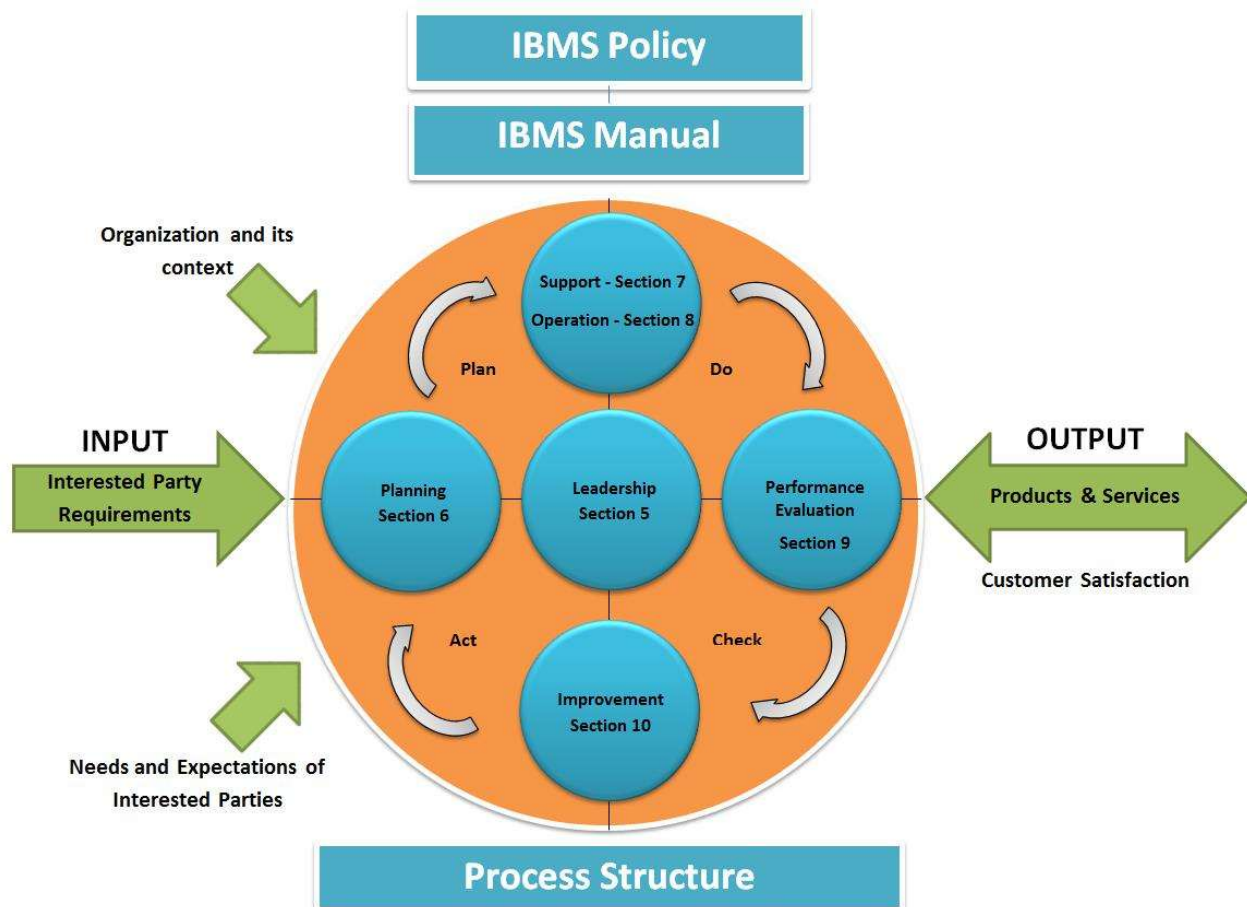 IBMS Policy
IBMS Manual
Organization and its
context
Support - Section 7
Operation - Section 8
Plan
Do
INPUT
Interested Party
Requirements
Planning
Section 6
Leadership
Section 5
Performance
Evaluation
Section 9
OUTPUT
Products & Services
Customer Satisfaction
Act
Check
Improvement
Section 10
Needs and Expectations of
Interested Parties
Process Structure